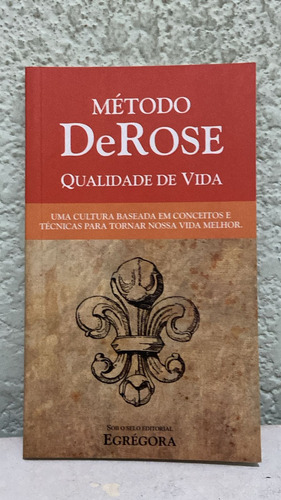 MÉTODO
DeROSE
QUALIDADE DE VIDA
UMA CULTURA BASEADA EM CONCEITOS E
TÉCNICAS PARA TORNAR NOSSA VIDA MELHOR.
SOB O SELO EDITORIAL
EGRÉGORA